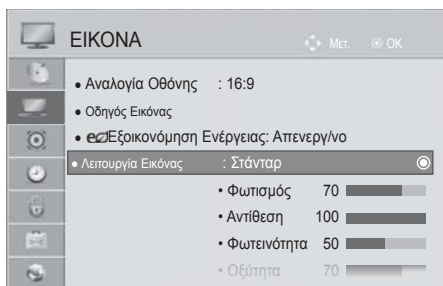 ΕΙΚΟΝΑ Μετ. OK
• Αναλογία Οθόνης : 16:9
• Οδηγός Εικόνας
• eco Εξοικονόμηση Ενέργειας: Απενεργ/νο
• Λειτουργία Εικόνας : Στάνταρ
• Φωτισμός 70
• Αντίθεση 100
• Φωτεινότητα 50
• Οξύτητα 70